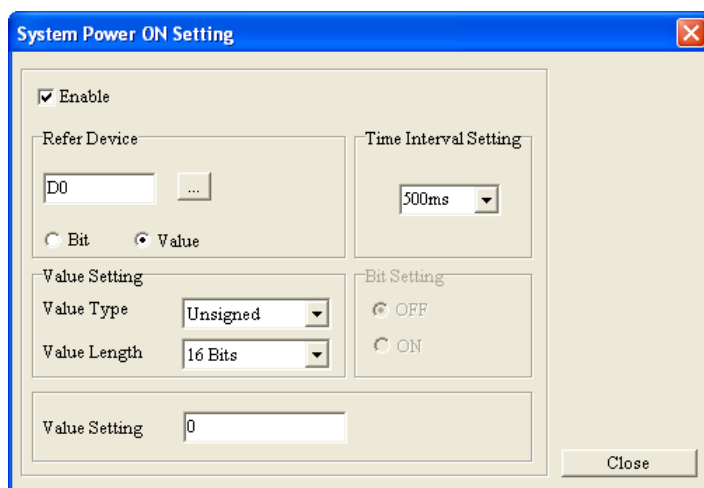 System Power ON Setting
Enable
Refer Device
D0
...
Bit
Value
Time Interval Setting
500ms
Value Setting
Value Type
Unsigned
Value Length
16 Bits
Bit Setting
OFF
ON
Value Setting
0
Close